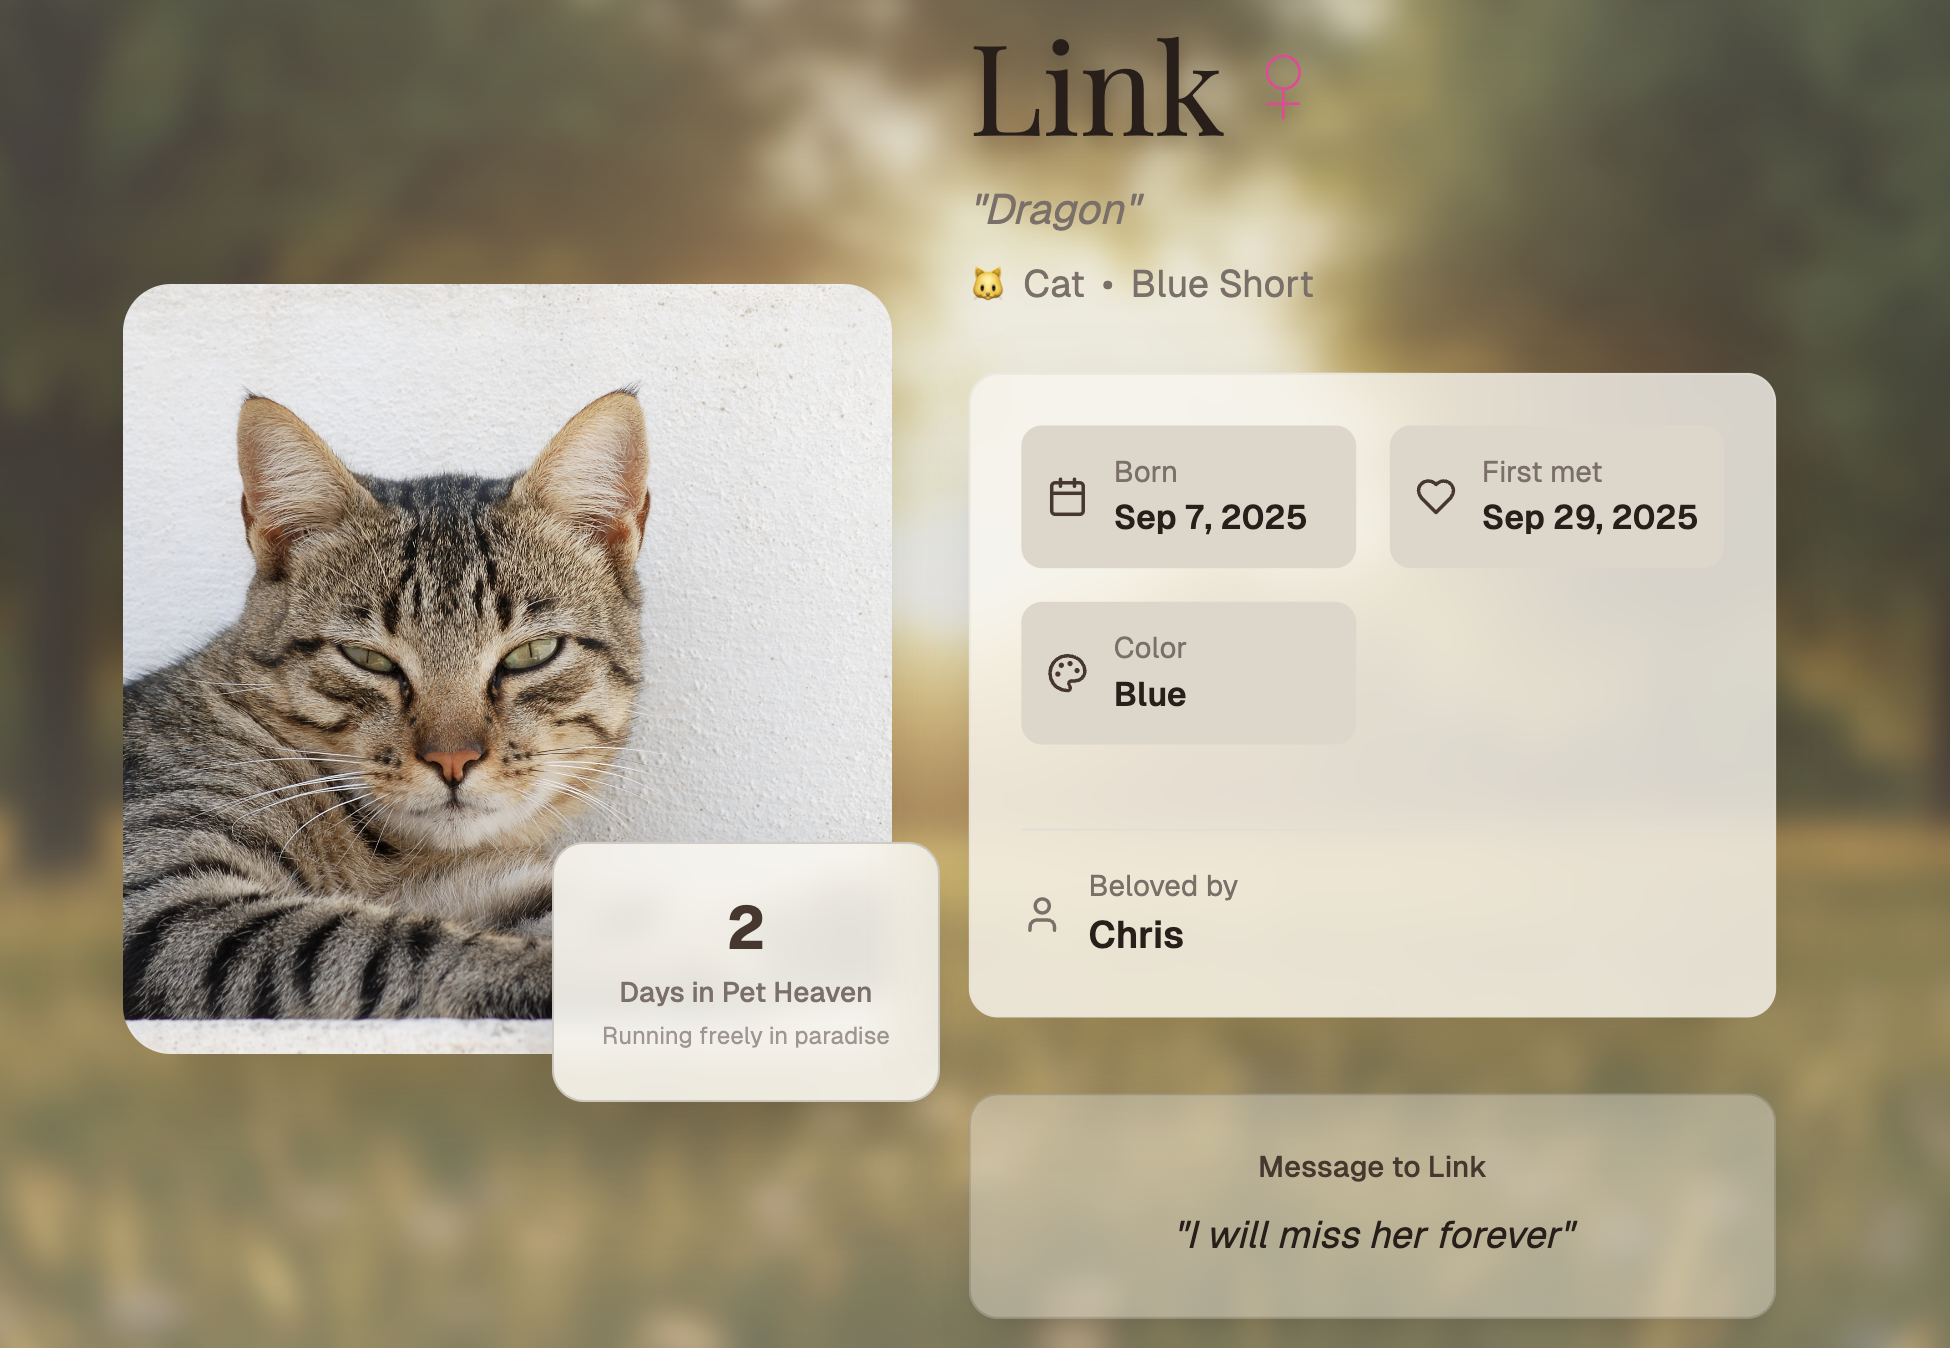 Link ♀
"Dragon"
Cat • Blue Short
Born
Sep 7, 2025
First met
Sep 29, 2025
Color
Blue
Beloved by
Chris
2
Days in Pet Heaven
Running freely in paradise
Message to Link
"I will miss her forever"